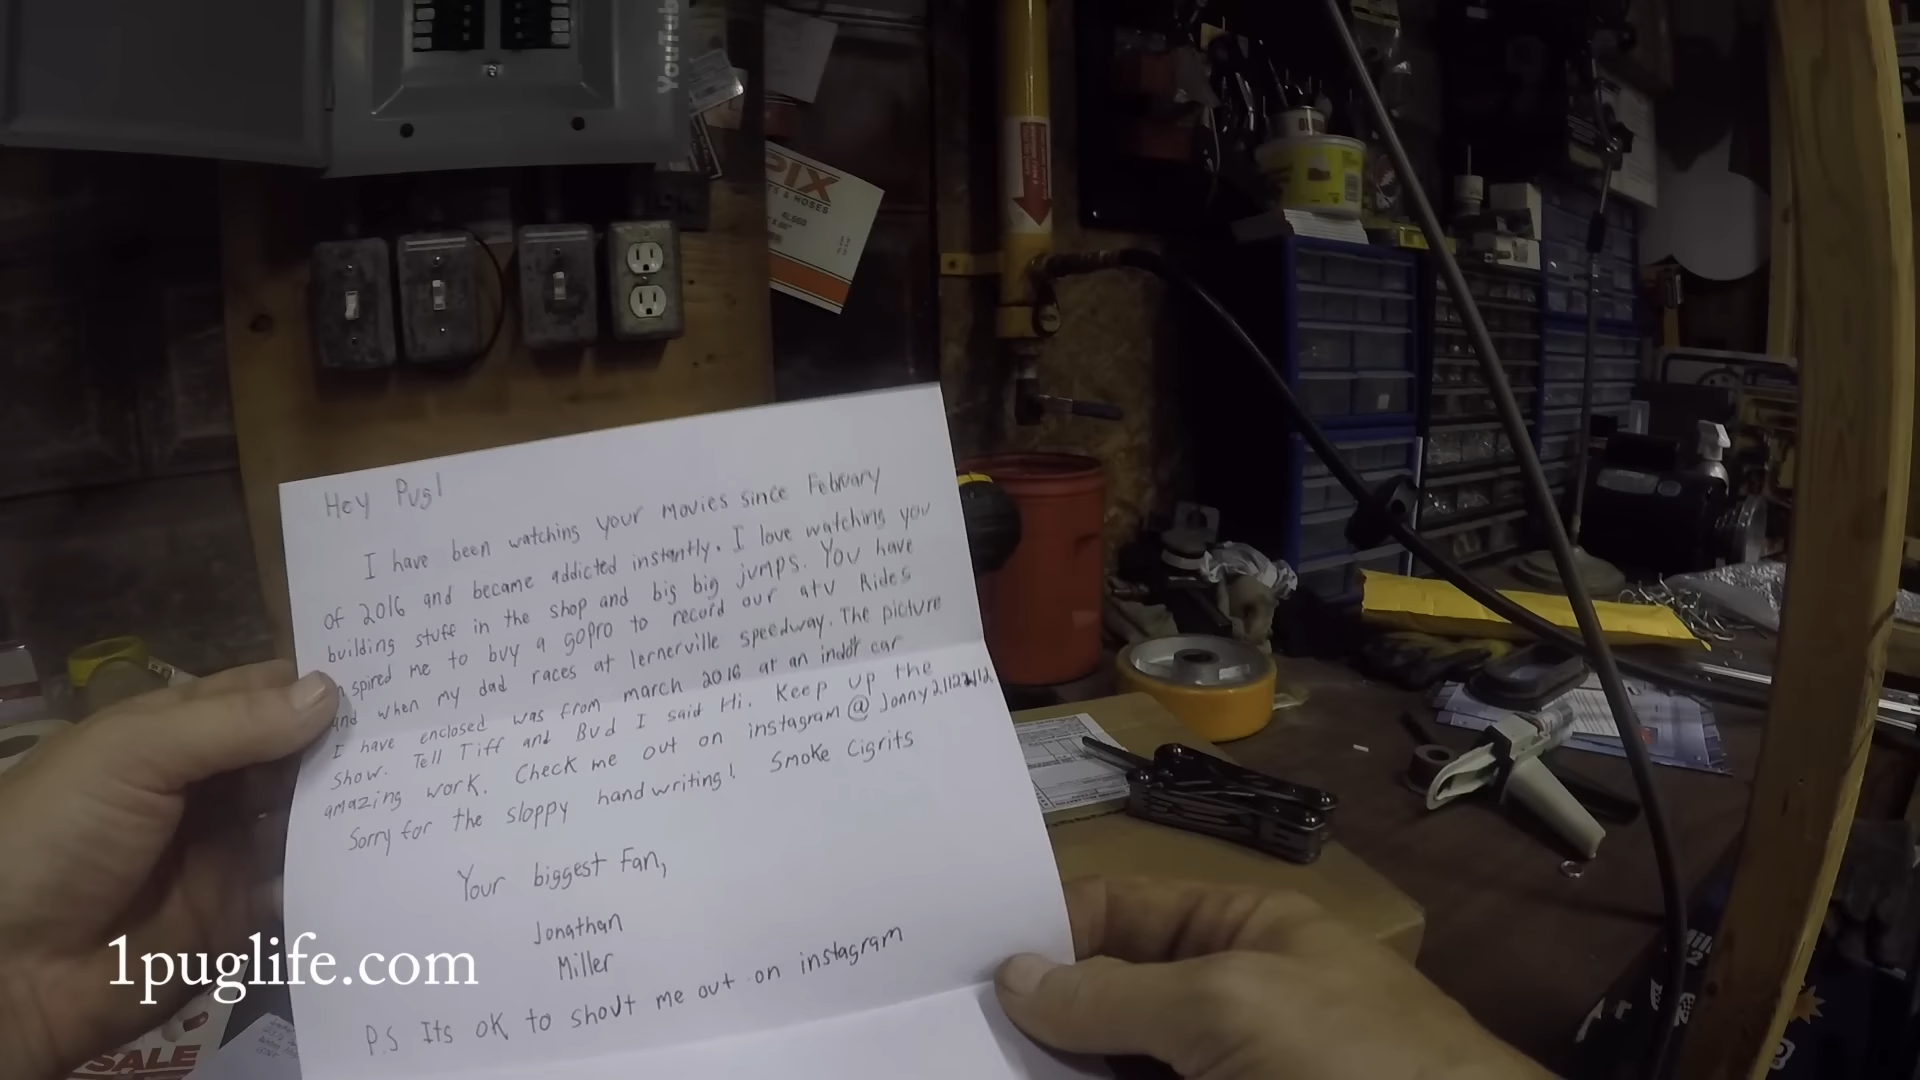 YouTube
PIX
& HOSES
4L660
Hey Pug!
I have been watching your movies since February
of 2016 and became addicted instantly. I love watching you
building stuff in the shop and big big jumps. You have
inspired me to buy a gopro to record our atv Rides
and when my dad races at lernerville speedway. The picture
I have enclosed was from march 2016 at an indoor car
show. Tell Tiff and Bud I said Hi. Keep up the
amazing work. Check me out on instagram @
Sorry for the sloppy handwriting! Smoke Cigrits
Your biggest Fan,
Jonathan
Miller
P.S Its ok to shout me out on instagram
1puglife.com
SALE